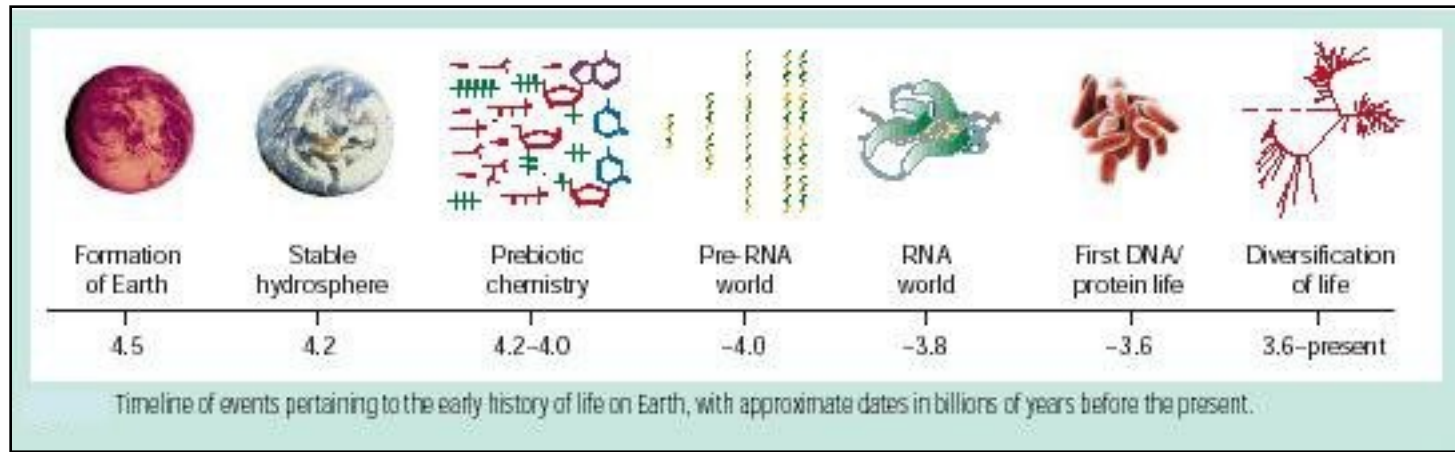 Formation
of Earth
Stable
hydrosphere
Prebiotic
chemistry
Pre-RNA
world
RNA
world
First DNA/
protein life
Diversification
of life
4.5
4.2
4.2–4.0
~4.0
~3.8
~3.6
3.6–present
Timeline of events pertaining to the early history of life on Earth, with approximate dates in billions of years before the present.